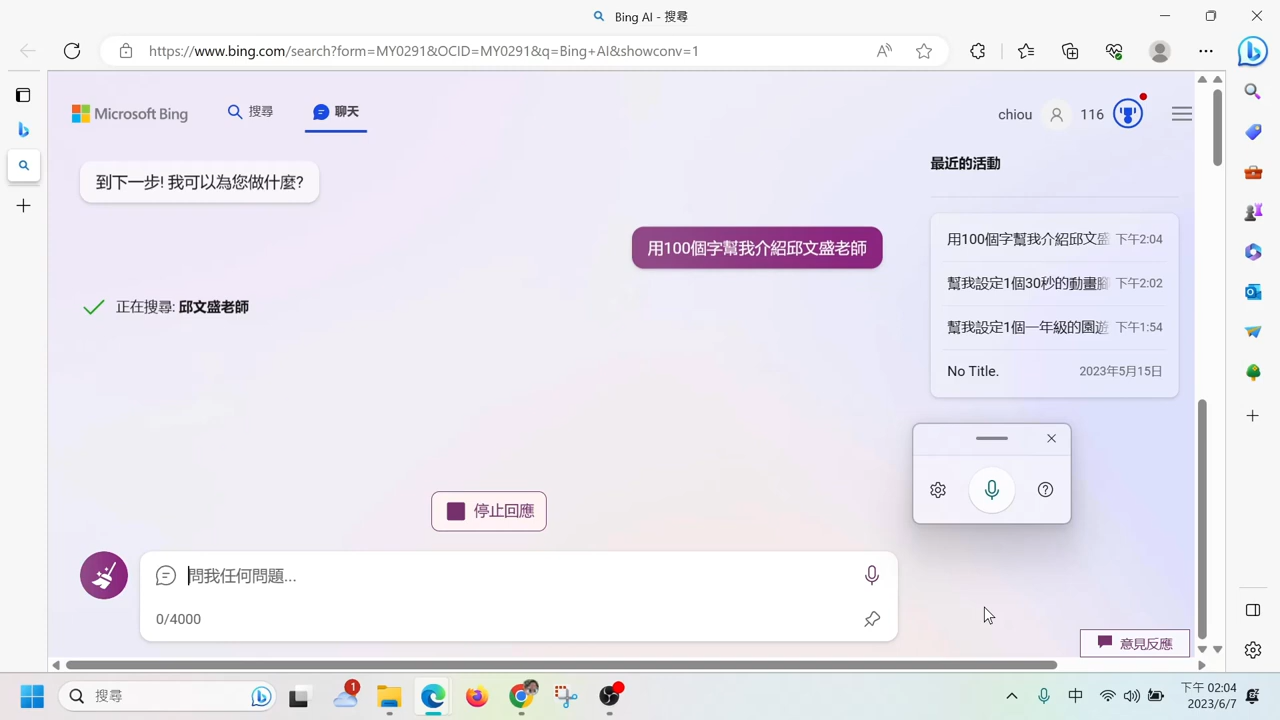 Bing AI - 搜尋
https://www.bing.com/search?form=MY0291&OCID=MY0291&q=Bing+AI&showconv=1
Microsoft Bing
搜尋
聊天
chiou
116
最近的活動
到下一步! 我可以為您做什麼?
用100個字幫我介紹邱文盛老師
正在搜尋: 邱文盛老師
用100個字幫我介紹邱文盛 下午2:04
幫我設定1個30秒的動畫腳 下午2:02
幫我設定1個一年級的園遊 下午1:54
No Title. 2023年5月15日
停止回應
問我任何問題...
0/4000
意見反應
搜尋
1
中
下午 02:04
2023/6/7